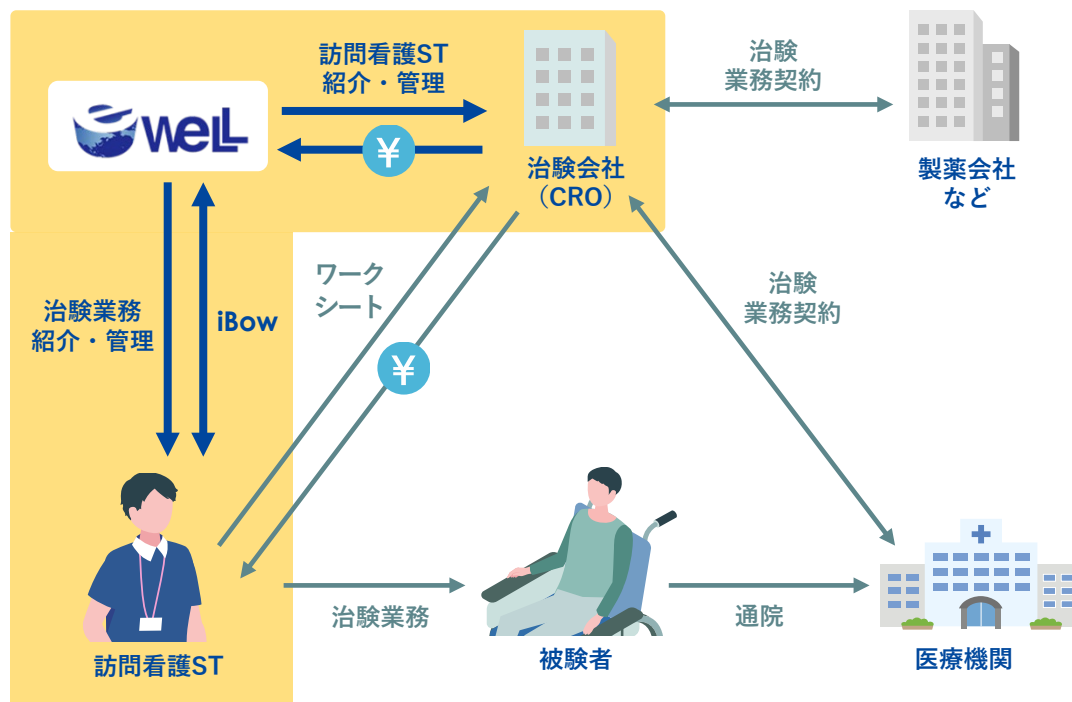 訪問看護ST
紹介・管理
治験
業務契約
eWeLL
¥
治験会社
（CRO）
製薬会社
など
ワーク
シート
治験
業務契約
治験業務
紹介・管理
iBow
¥
治験業務
通院
訪問看護ST
被験者
医療機関